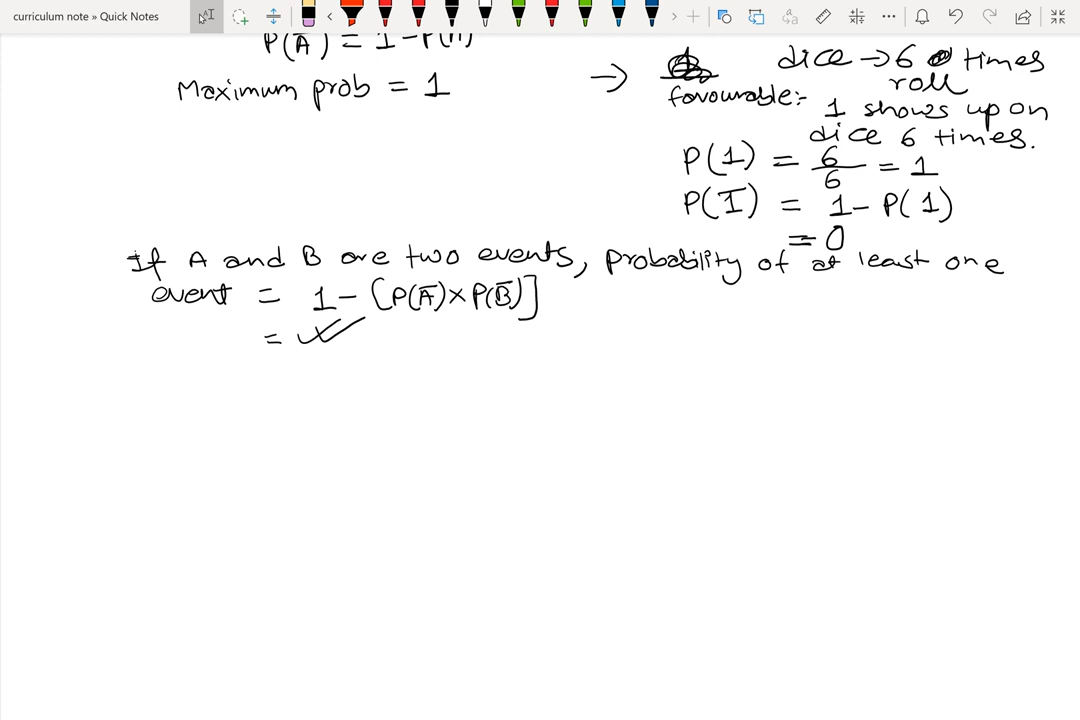 curriculum note » Quick Notes
P(A̅) = 1-P(A)
Maximum prob = 1
→ dice → 6 times
roll
favourable:-
1 shows up on
dice 6 times.
P(1) = 6/6 = 1
P(1̅) = 1- P(1)
= 0
If A and B are two events, probability of at least one
event = 1- [P(A̅)×P(B̅)]
=